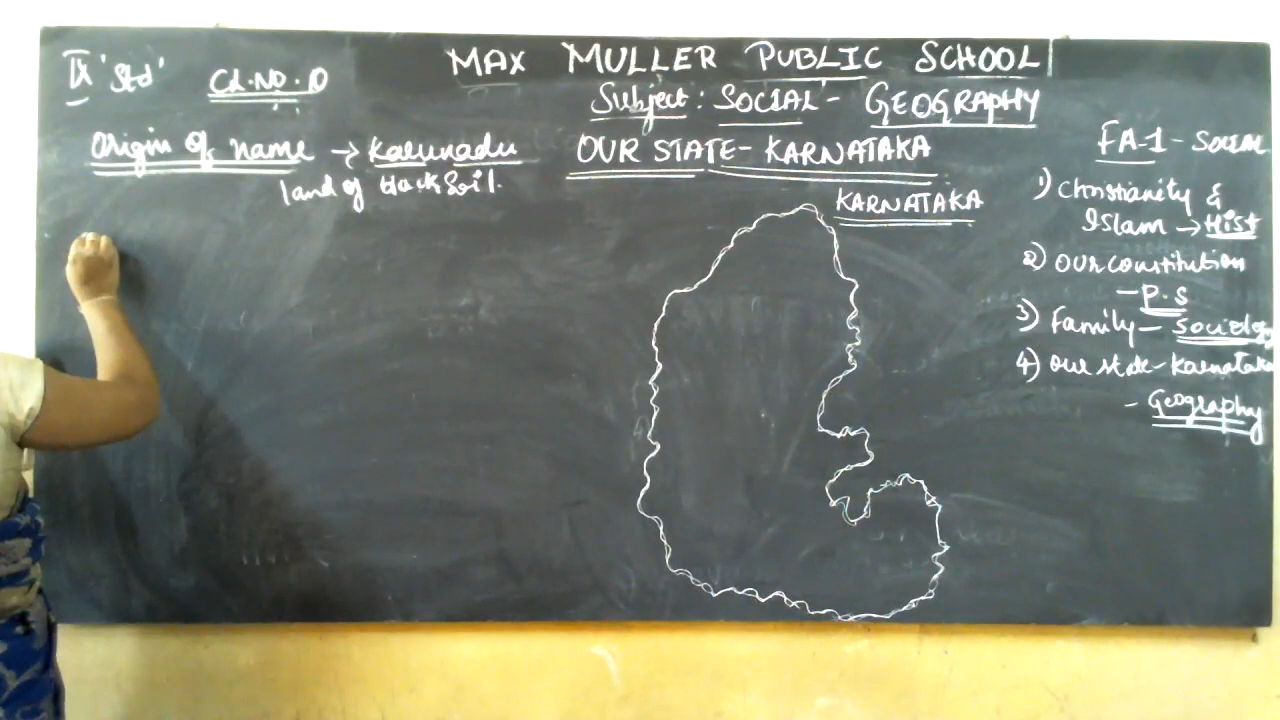 IX 'Std'
Ch.NO.10
MAX MULLER PUBLIC SCHOOL
Subject: SOCIAL - GEOGRAPHY
Origin of name → Karunadu
land of black Soil.
OUR STATE- KARNATAKA
KARNATAKA
FA-1 - SOCIAL
1) Christianity &
Islam → Hist
2) Our constitution
- P.S
3) Family - Sociology
4) Our state - Karnataka
- Geography